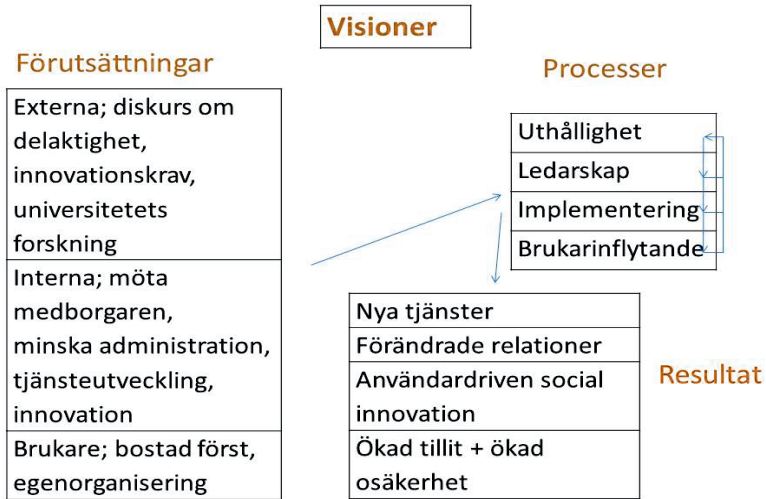 Visioner
Förutsättningar
Externa; diskurs om
delaktighet,
innovationskrav,
universitetets
forskning
Interna; möta
medborgaren,
minska administration,
tjänsteutveckling,
innovation
Brukare; bostad först,
egenorganisering
Processer
Uthållighet
Ledarskap
Implementering
Brukarinflytande
Nya tjänster
Förändrade relationer
Användardriven social
innovation
Ökad tillit + ökad
osäkerhet
Resultat